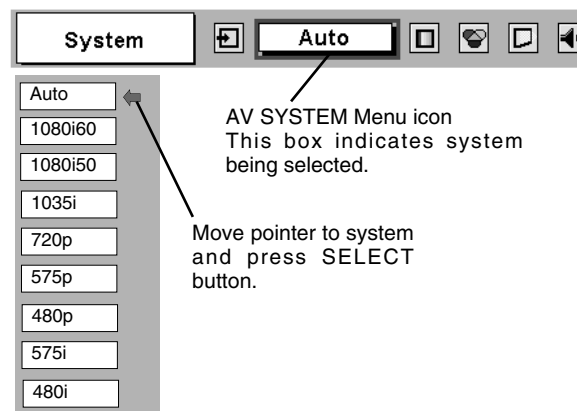 System
Auto
Auto
1080i60
1080i50
1035i
720p
575p
480p
575i
480i
AV SYSTEM Menu icon
This box indicates system
being selected.
Move pointer to system
and press SELECT
button.